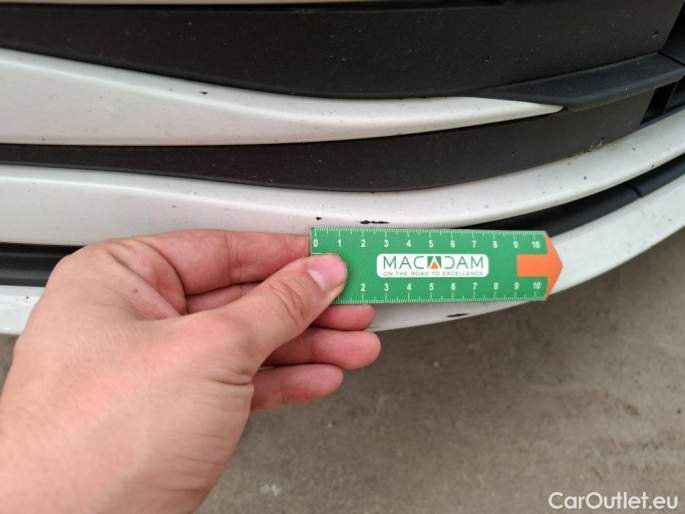 0 1 2 3 4 5 6 7 8 9 10
MACADAM
ON THE ROAD TO EXCELLENCE
2 3 4 5 6 7 8 9 10
CarOutlet.eu